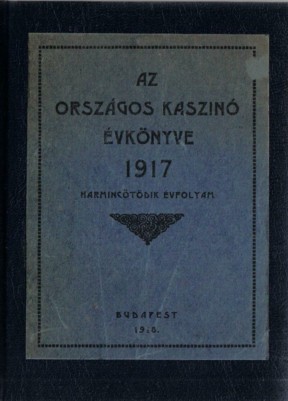 AZ
ORSZÁGOS KASZINÓ
ÉVKÖNYVE
1917
HARMINCÖTÖDIK ÉVFOLYAM
BUDAPEST